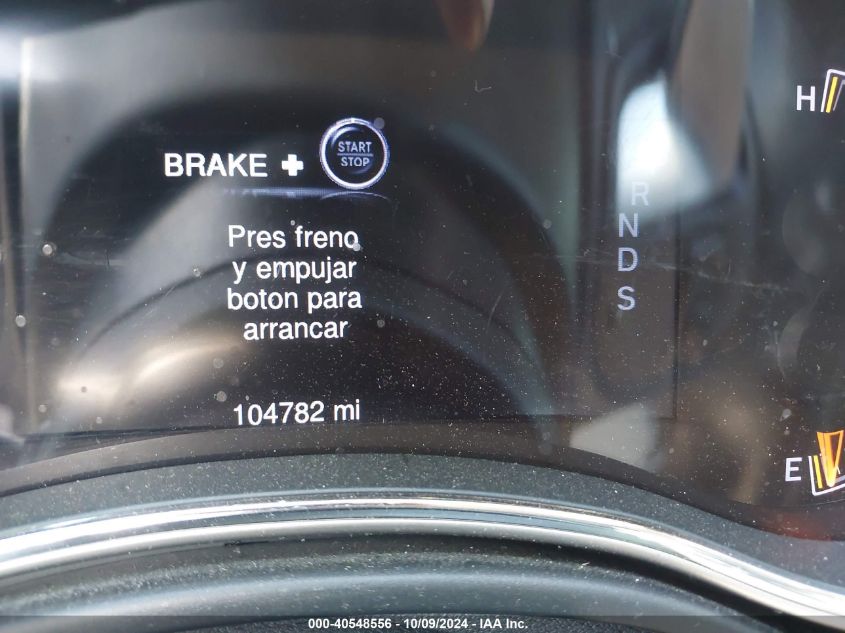 H
BRAKE + START
STOP
Pres freno
y empujar
boton para
arrancar
R
N
D
S
104782 mi
E
000-40548556 - 10/09/2024 - IAA Inc.